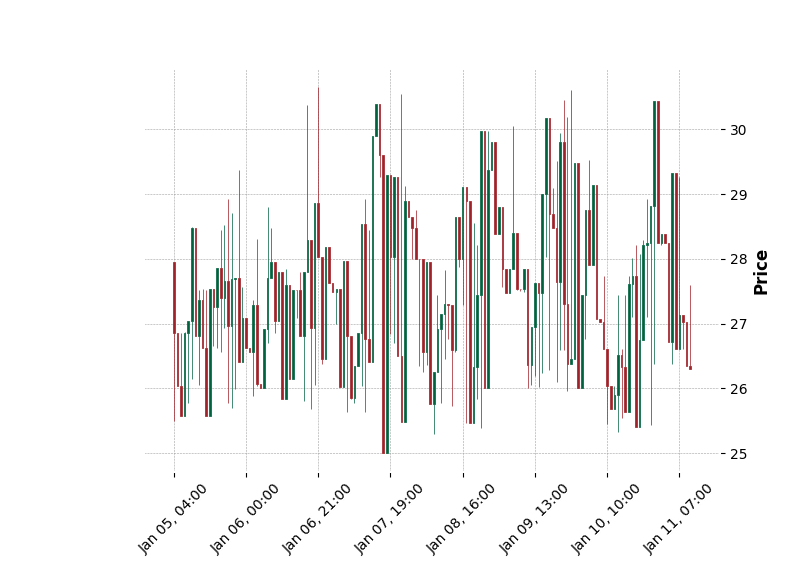 30
29
28
27
26
25
Price
Jan 05, 04:00
Jan 06, 00:00
Jan 06, 21:00
Jan 07, 19:00
Jan 08, 16:00
Jan 09, 13:00
Jan 10, 10:00
Jan 11, 07:00